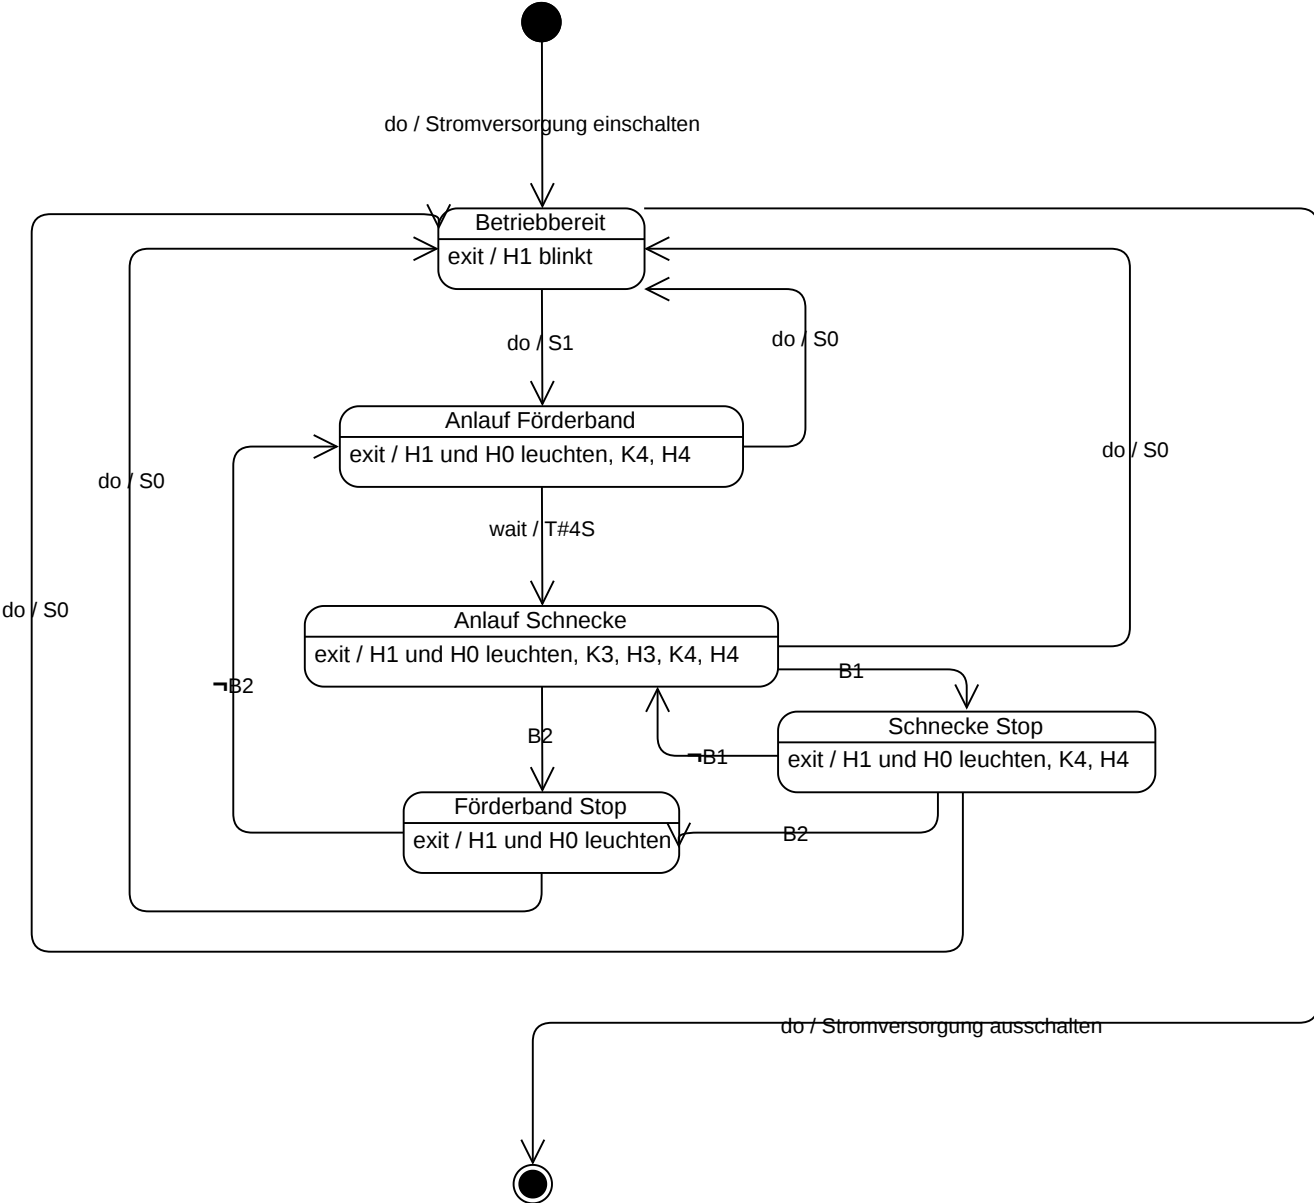 do / Stromversorgung einschalten
Betriebbereit
exit / H1 blinkt
do / S1
do / S0
Anlauf Förderband
exit / H1 und H0 leuchten, K4, H4
do / S0
do / S0
wait / T#4S
do / S0
Anlauf Schnecke
exit / H1 und H0 leuchten, K3, H3, K4, H4
B1
¬B2
Schnecke Stop
exit / H1 und H0 leuchten, K4, H4
B2
¬B1
Förderband Stop
exit / H1 und H0 leuchten
B2
do / Stromversorgung ausschalten